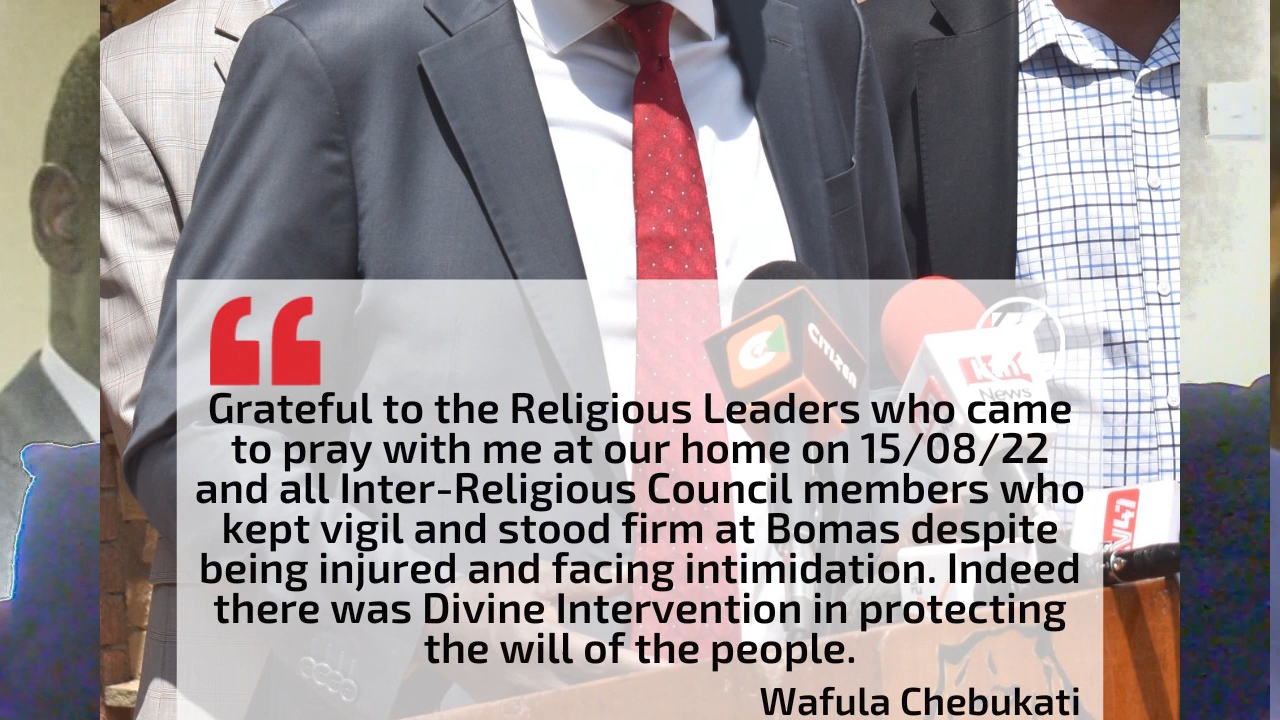 CITIZEN
KTN
News
TV47
Grateful to the Religious Leaders who came
to pray with me at our home on 15/08/22
and all Inter-Religious Council members who
kept vigil and stood firm at Bomas despite
being injured and facing intimidation. Indeed
there was Divine Intervention in protecting
the will of the people.
Wafula Chebukati